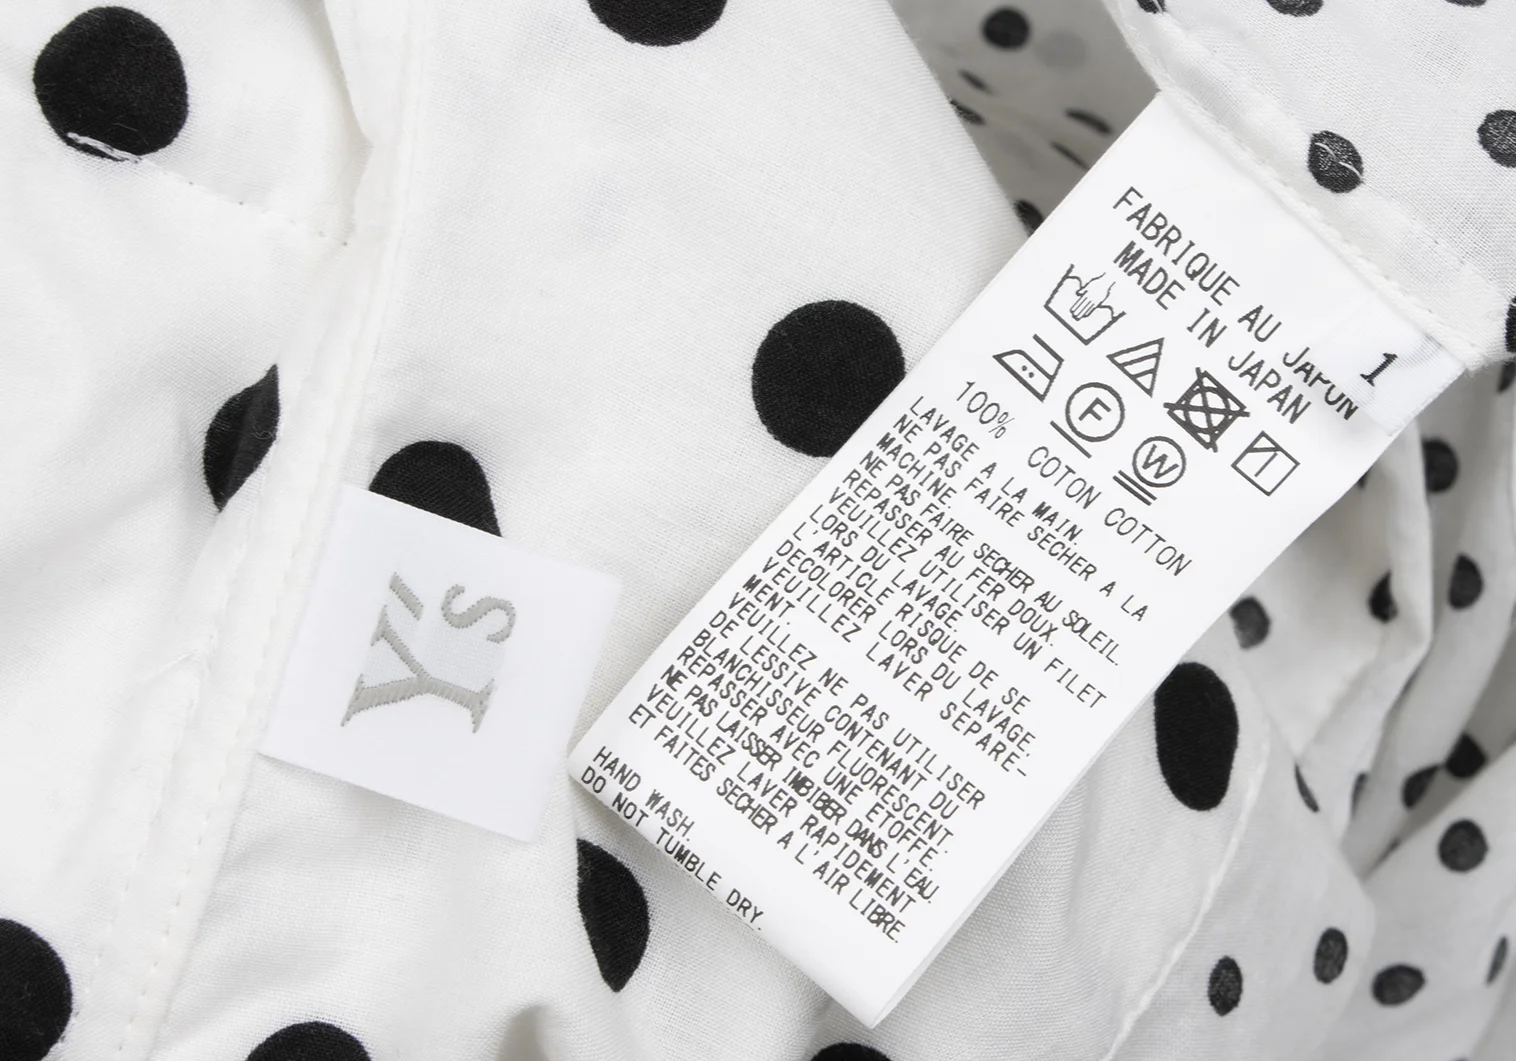 Y's
1
FABRIQUE AU JAPON
MADE IN JAPAN
F
W
100% COTON COTTON
LAVAGE A LA MAIN.
NE PAS FAIRE SECHER A LA
MACHINE.
NE PAS FAIRE SECHER AU SOLEIL.
REPASSER AU FER DOUX.
VEUILLEZ UTILISER UN FILET
LORS DU LAVAGE.
L'ARTICLE RISQUE DE SE
DECOLORER LORS DU LAVAGE.
VEUILLEZ LAVER SEPARE-
MENT.
VEUILLEZ NE PAS UTILISER
DE LESSIVE CONTENANT DU
BLANCHISSEUR FLUORESCENT.
REPASSER AVEC UNE ETOFFE.
NE PAS LAISSER IMBIBER DANS L'EAU.
VEUILLEZ LAVER RAPIDEMENT
ET FAITES SECHER A L'AIR LIBRE.
HAND WASH.
DO NOT TUMBLE DRY.